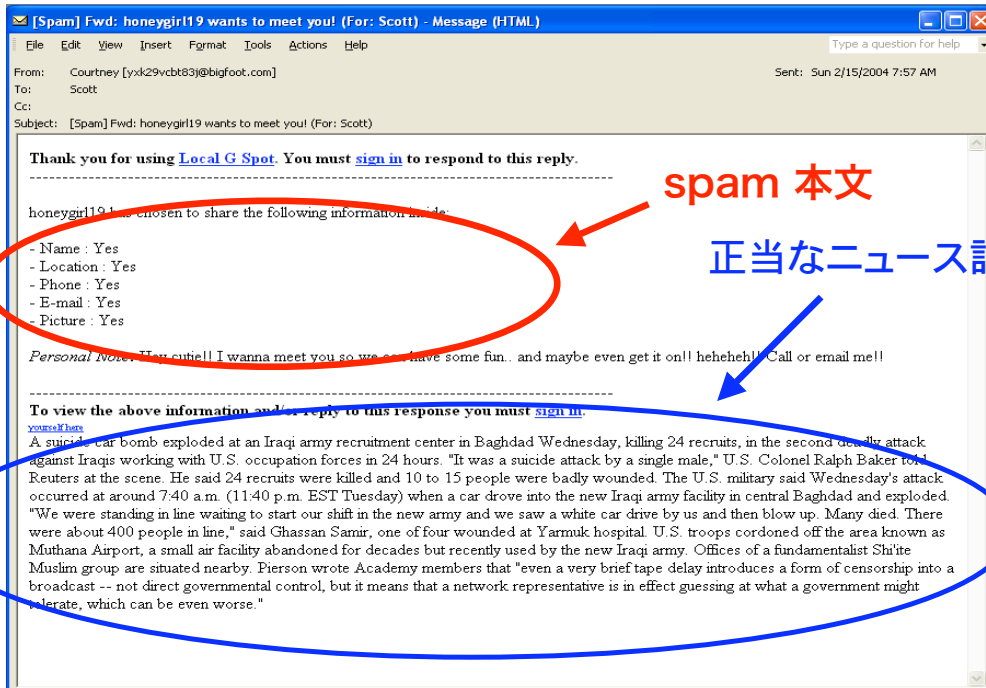 [Spam] Fwd: honeygirl19 wants to meet you! (For: Scott) - Message (HTML)
File Edit View Insert Format Tools Actions Help
Type a question for help
From: Courtney [yxk29vcbt83j@bigfoot.com]
Sent: Sun 2/15/2004 7:57 AM
To: Scott
Cc:
Subject: [Spam] Fwd: honeygirl19 wants to meet you! (For: Scott)
Thank you for using Local G Spot. You must sign in to respond to this reply.
spam 本文
honeygirl19 has chosen to share the following information inside:
正当なニュース
- Name : Yes
- Location : Yes
- Phone : Yes
- E-mail : Yes
- Picture : Yes
Personal Note: Hey cutie!! I wanna meet you so we can have some fun.. and maybe even get it on!! heheheh!! Call or email me!!
To view the above information and/or reply to this response you must sign in.
yourself here
A suicide car bomb exploded at an Iraqi army recruitment center in Baghdad Wednesday, killing 24 recruits, in the second deadly attack
against Iraqis working with U.S. occupation forces in 24 hours. "It was a suicide attack by a single male," U.S. Colonel Ralph Baker told
Reuters at the scene. He said 24 recruits were killed and 10 to 15 people were badly wounded. The U.S. military said Wednesday's attack
occurred at around 7:40 a.m. (11:40 p.m. EST Tuesday) when a car drove into the new Iraqi army facility in central Baghdad and exploded.
"We were standing in line waiting to start our shift in the new army and we saw a white car drive by us and then blow up. Many died. There
were about 400 people in line," said Ghassan Samir, one of four wounded at Yarmuk hospital. U.S. troops cordoned off the area known as
Muthana Airport, a small air facility abandoned for decades but recently used by the new Iraqi army. Offices of a fundamentalist Shi'ite
Muslim group are situated nearby. Pierson wrote Academy members that "even a very brief tape delay introduces a form of censorship into a
broadcast -- not direct governmental control, but it means that a network representative is in effect guessing at what a government might
tolerate, which can be even worse."